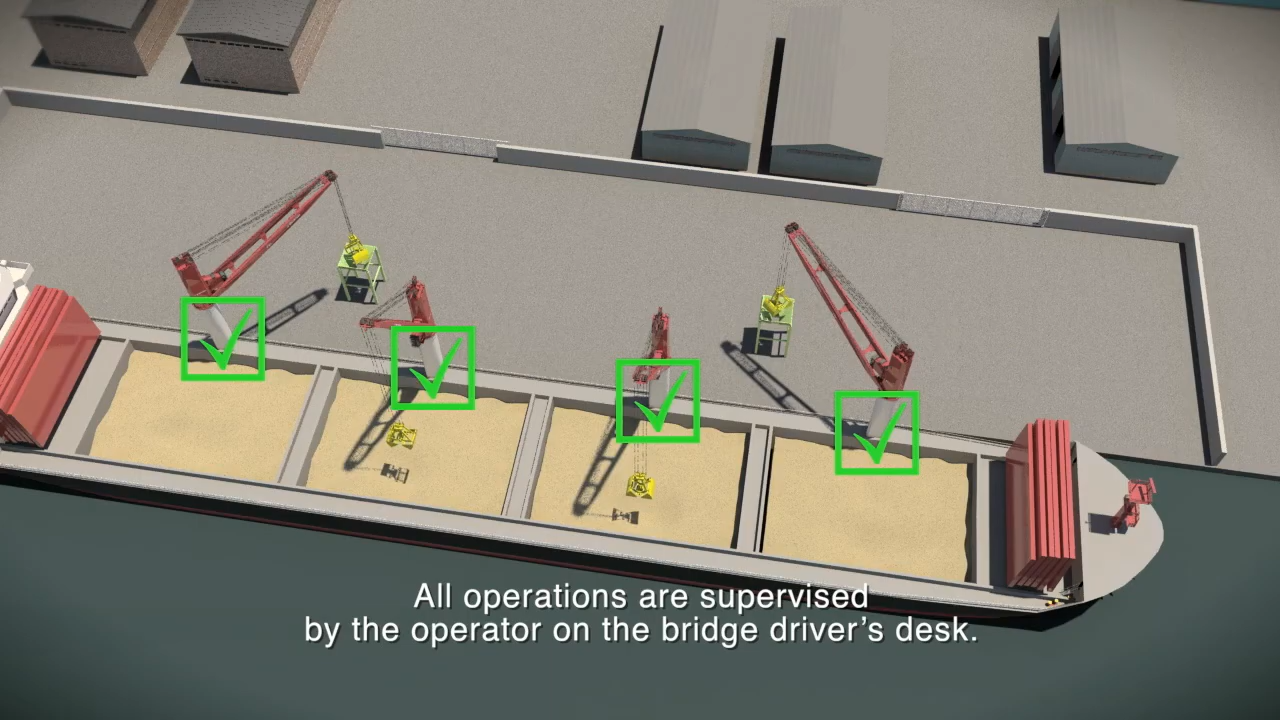 All operations are supervised
by the operator on the bridge driver's desk.